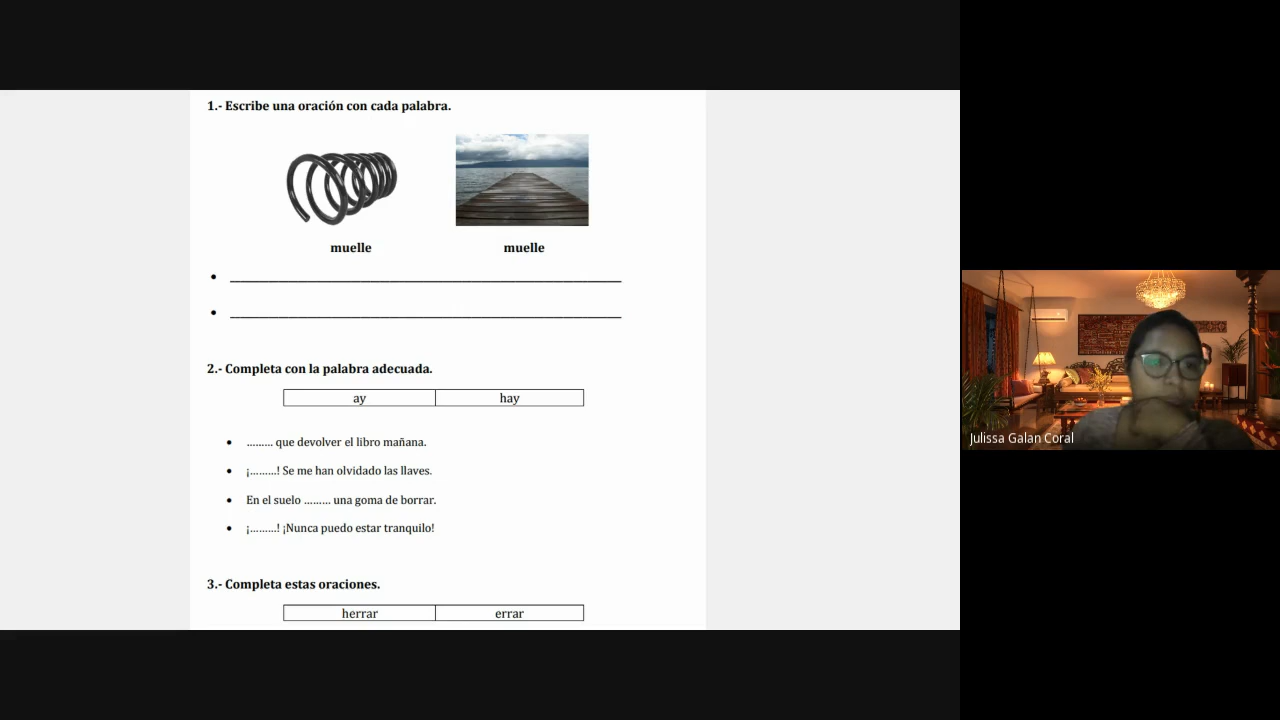 1.- Escribe una oración con cada palabra.
muelle muelle
2.- Completa con la palabra adecuada.
ay hay
......... que devolver el libro mañana.
¡.........! Se me han olvidado las llaves.
En el suelo ......... una goma de borrar.
¡.........! ¡Nunca puedo estar tranquilo!
3.- Completa estas oraciones.
herrar errar
Julissa Galan Coral